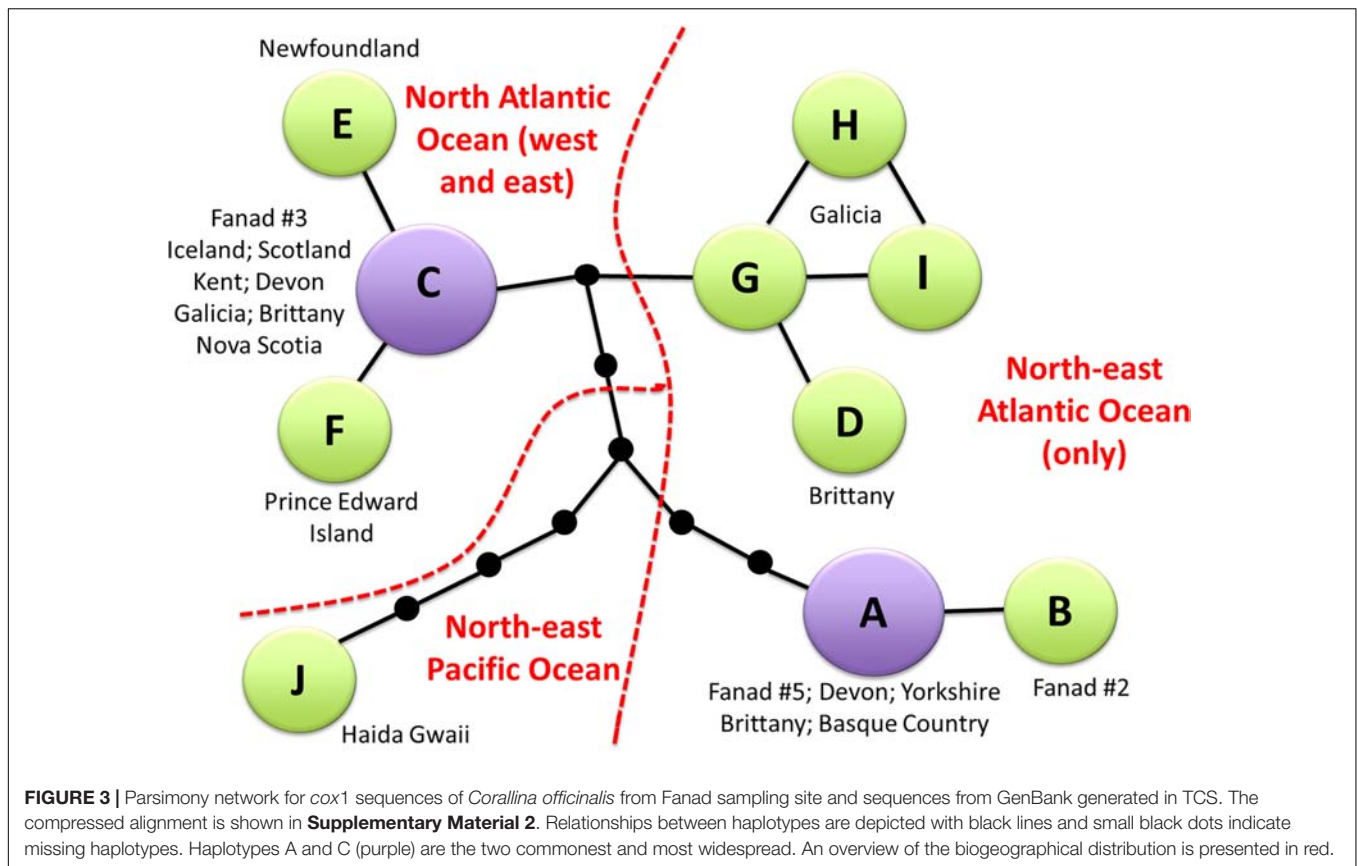 Newfoundland
E
North Atlantic
Ocean (west
and east)
H
Fanad #3
Iceland; Scotland
Kent; Devon
Galicia; Brittany
Nova Scotia
C
Galicia
G
I
F
Prince Edward
Island
D
Brittany
North-east
Atlantic Ocean
(only)
J
Haida Gwaii
North-east
Pacific Ocean
A
Fanad #5; Devon; Yorkshire
Brittany; Basque Country
B
Fanad #2
FIGURE 3 | Parsimony network for cox1 sequences of Corallina officinalis from Fanad sampling site and sequences from GenBank generated in TCS. The
compressed alignment is shown in Supplementary Material 2. Relationships between haplotypes are depicted with black lines and small black dots indicate
missing haplotypes. Haplotypes A and C (purple) are the two commonest and most widespread. An overview of the biogeographical distribution is presented in red.